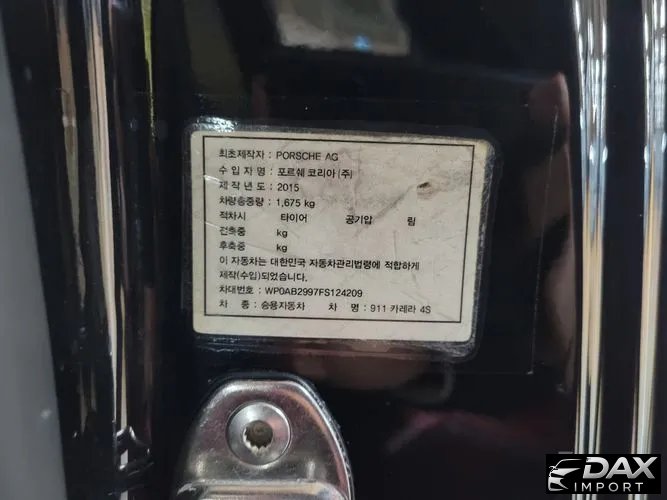 최초제작자 : PORSCHE AG
수 입 자 명 : 포르쉐 코리아 (주)
제 작 년 도 : 2015
차량총중량 : 1,675 kg
적차시 타이어 공기압 림
전축중 kg
후축중 kg
이 자동차는 대한민국 자동차관리법령에 적합하게
제작(수입)되었습니다.
차대번호 : WP0AB2997FS124209
차 종 : 승용자동차 차 명 : 911 카레라 4S
DAX
IMPORT